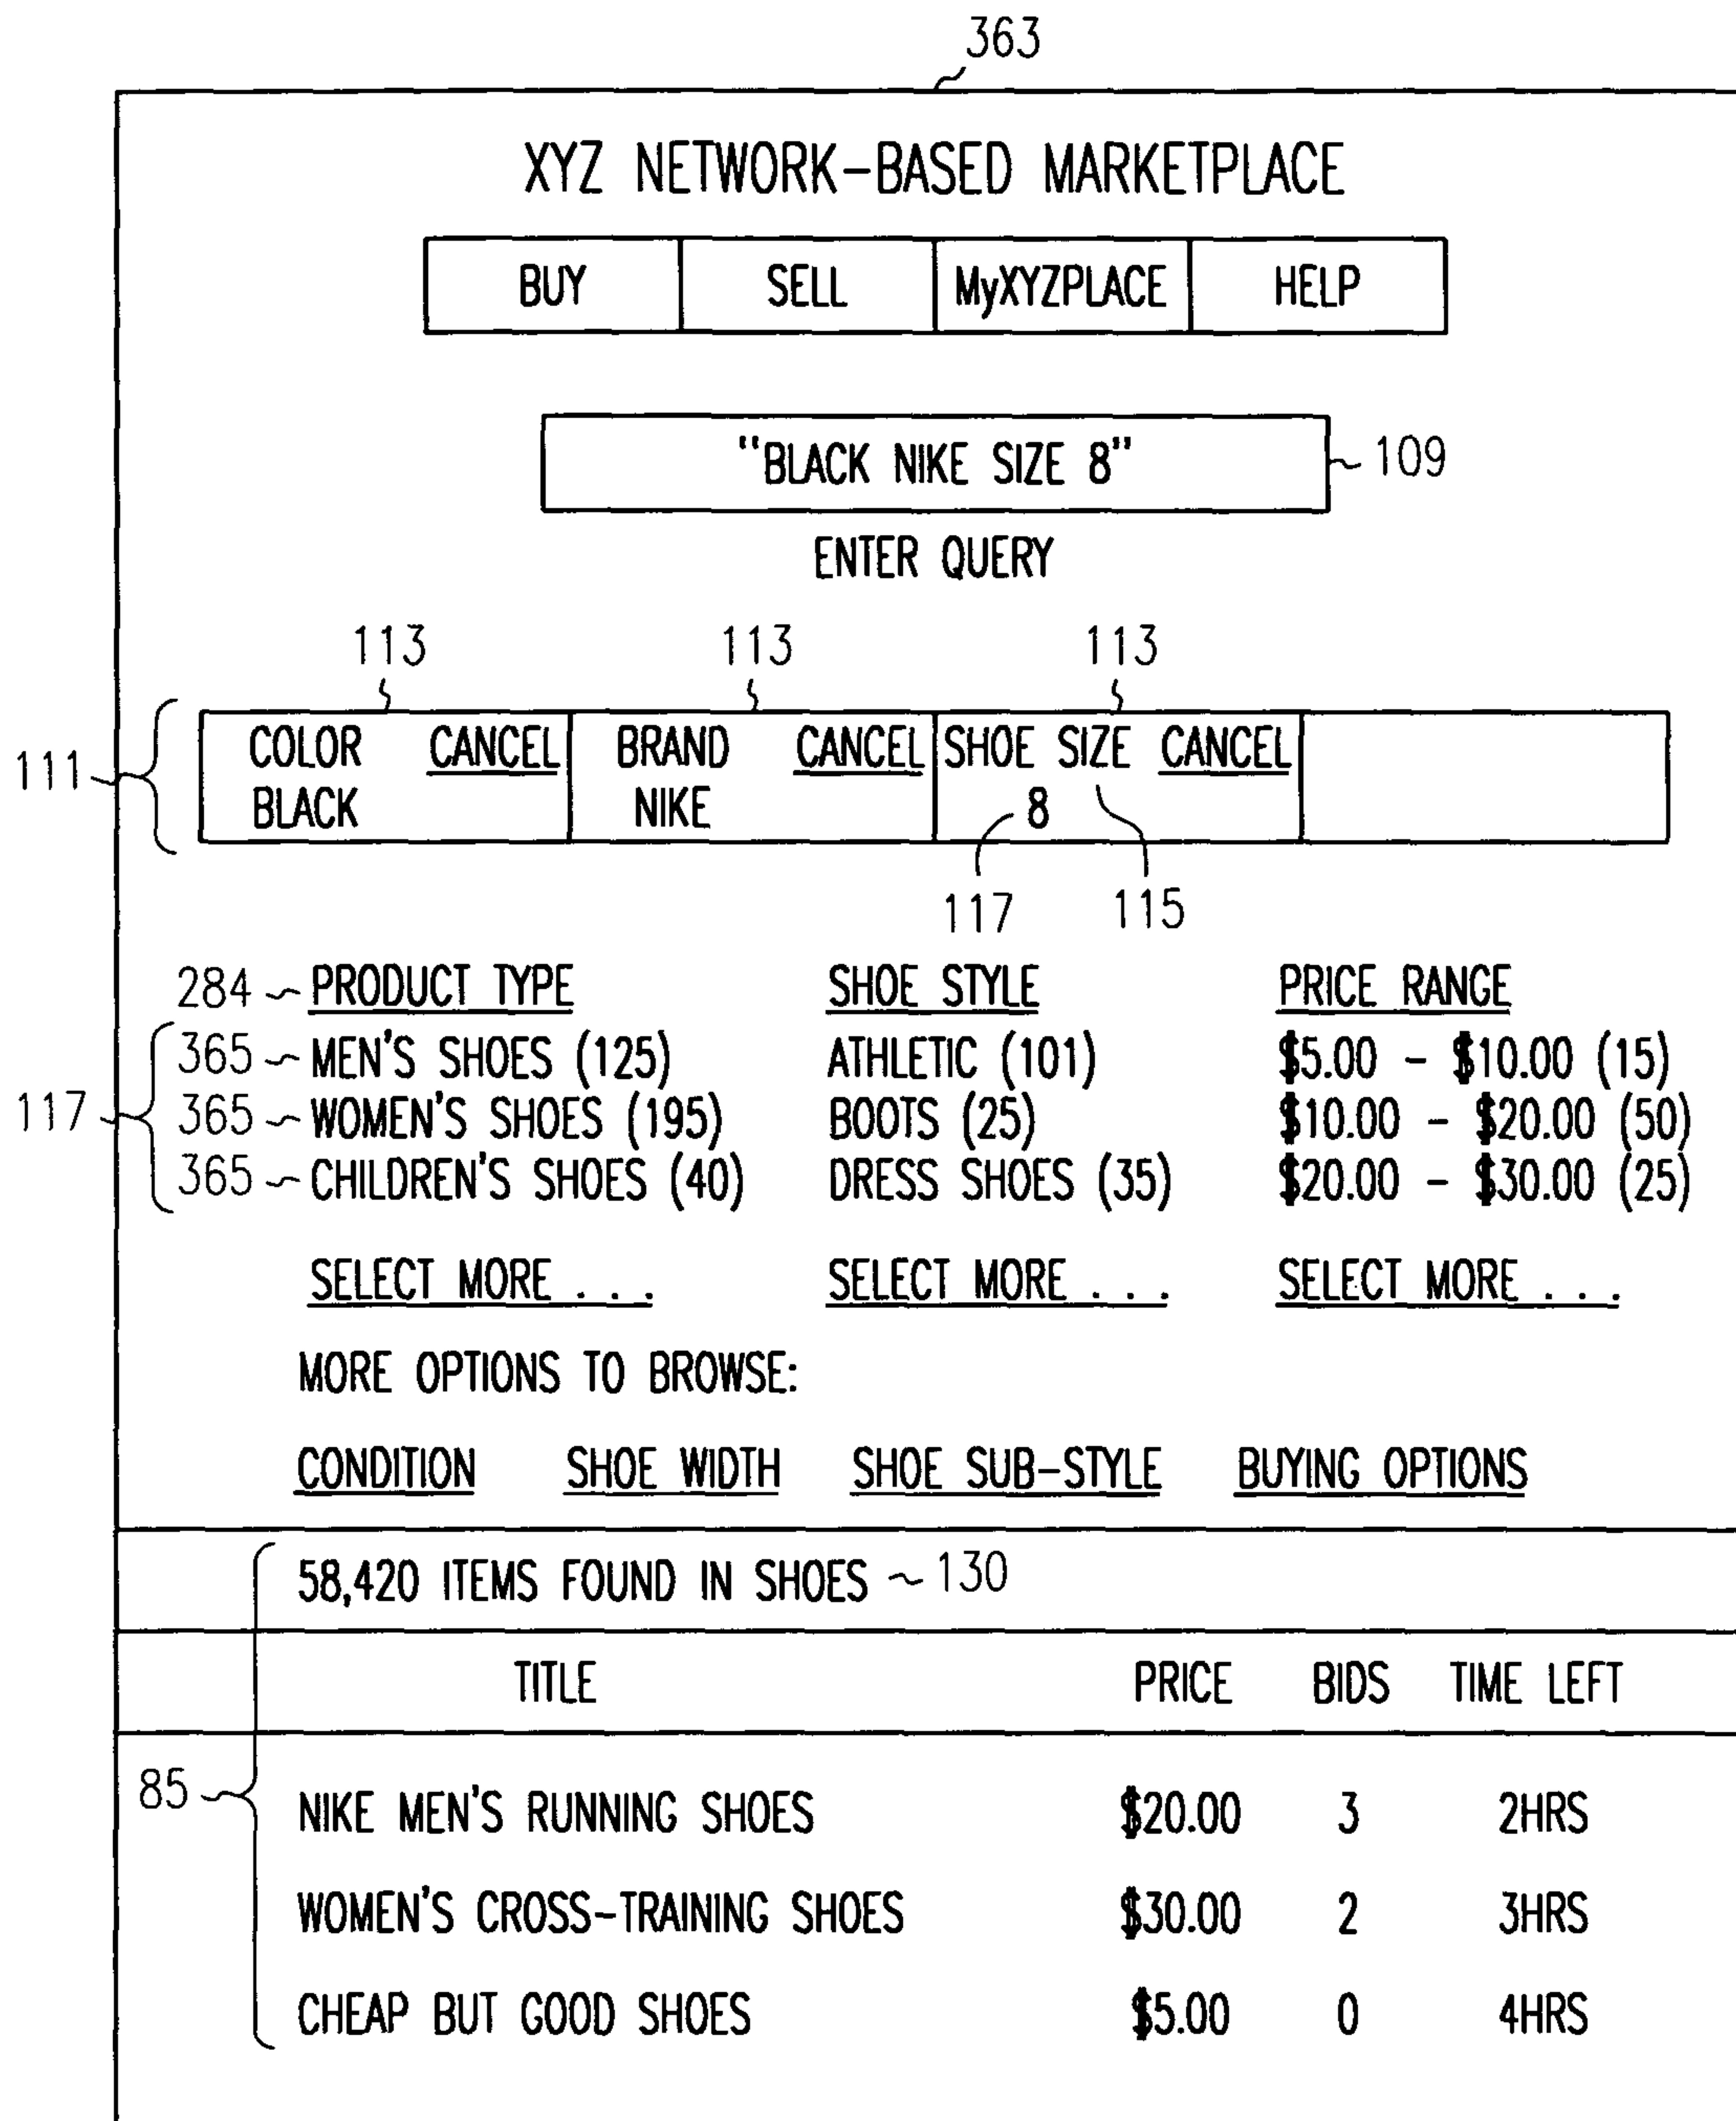 363
XYZ NETWORK-BASED MARKETPLACE
BUY SELL MyXYZPLACE HELP
"BLACK NIKE SIZE 8" 109
ENTER QUERY
113 113 113
111 COLOR CANCEL BRAND CANCEL SHOE SIZE CANCEL
BLACK NIKE 8
117 115
284 PRODUCT TYPE SHOE STYLE PRICE RANGE
365 MEN'S SHOES (125) ATHLETIC (101) $5.00 - $10.00 (15)
117 365 WOMEN'S SHOES (195) BOOTS (25) $10.00 - $20.00 (50)
365 CHILDREN'S SHOES (40) DRESS SHOES (35) $20.00 - $30.00 (25)
SELECT MORE . . . SELECT MORE . . . SELECT MORE . . .
MORE OPTIONS TO BROWSE:
CONDITION SHOE WIDTH SHOE SUB-STYLE BUYING OPTIONS
58,420 ITEMS FOUND IN SHOES 130
TITLE PRICE BIDS TIME LEFT
85 NIKE MEN'S RUNNING SHOES $20.00 3 2HRS
WOMEN'S CROSS-TRAINING SHOES $30.00 2 3HRS
CHEAP BUT GOOD SHOES $5.00 0 4HRS